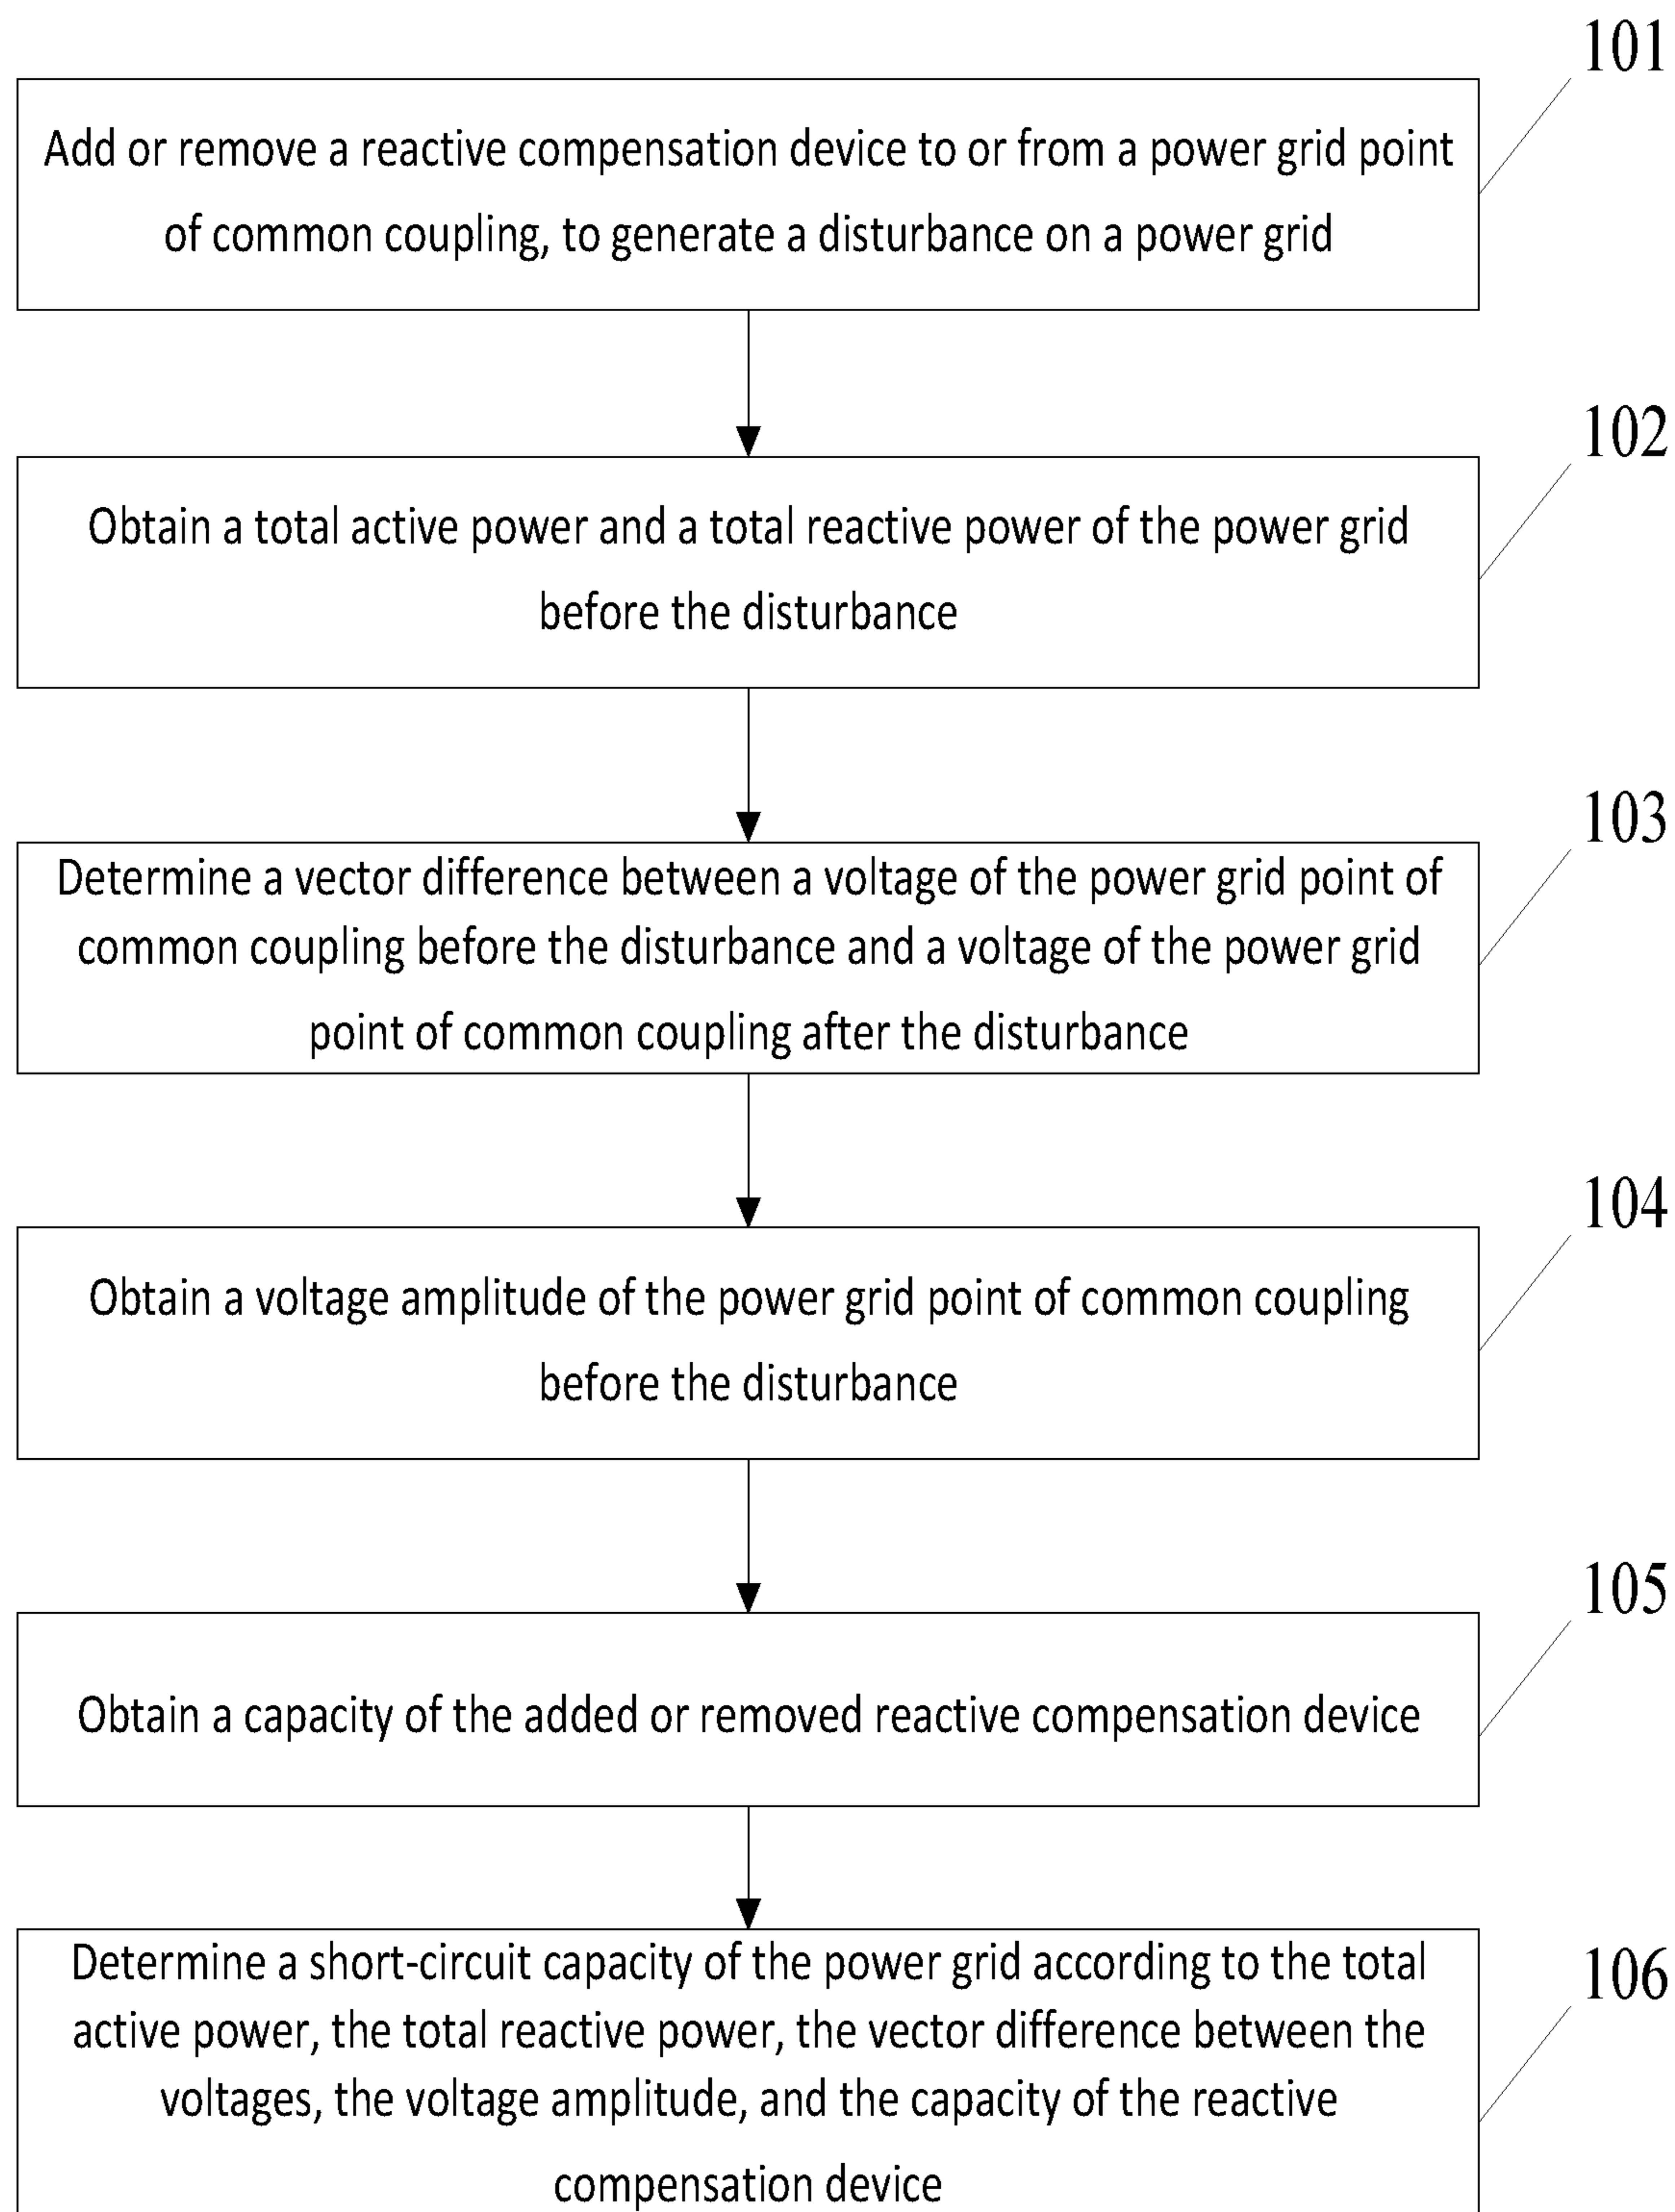 101
Add or remove a reactive compensation device to or from a power grid point
of common coupling, to generate a disturbance on a power grid
102
Obtain a total active power and a total reactive power of the power grid
before the disturbance
103
Determine a vector difference between a voltage of the power grid point of
common coupling before the disturbance and a voltage of the power grid
point of common coupling after the disturbance
104
Obtain a voltage amplitude of the power grid point of common coupling
before the disturbance
105
Obtain a capacity of the added or removed reactive compensation device
106
Determine a short-circuit capacity of the power grid according to the total
active power, the total reactive power, the vector difference between the
voltages, the voltage amplitude, and the capacity of the reactive
compensation device